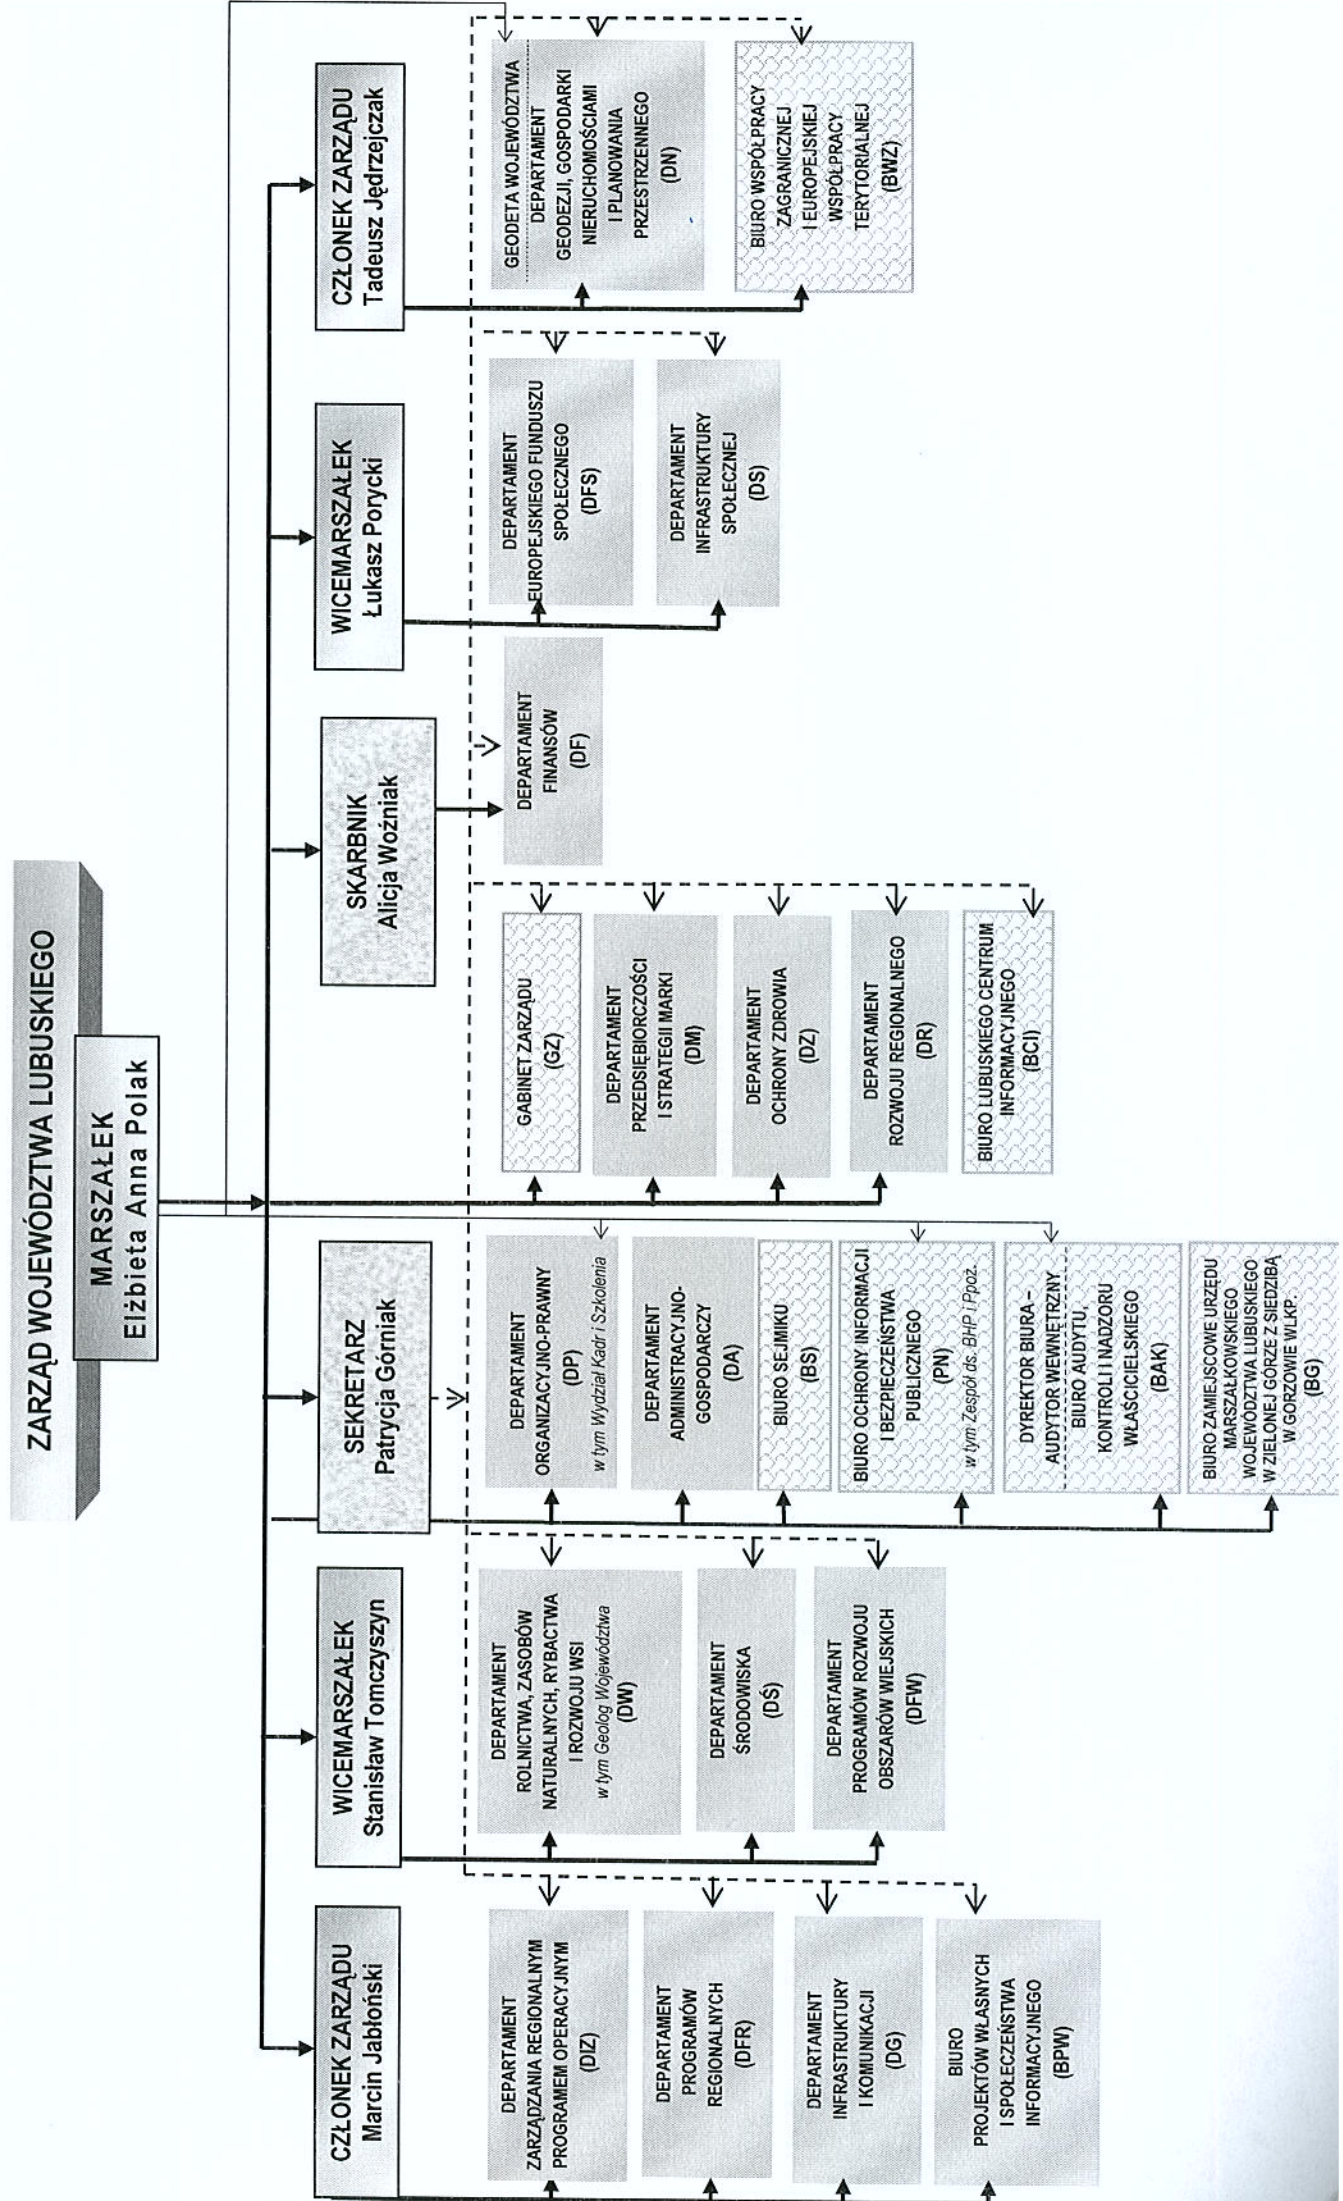 ZARZĄD WOJEWÓDZTWA LUBUSKIEGO
MARSZAŁEK
Elżbieta Anna Polak
CZŁONEK ZARZĄDU
Marcin Jabłoński
WICEMARSZAŁEK
Stanisław Tomczyszyn
SEKRETARZ
Patrycja Górniak
SKARBNIK
Alicja Woźniak
WICEMARSZAŁEK
Łukasz Porycki
CZŁONEK ZARZĄDU
Tadeusz Jędrzejczak
DEPARTAMENT
ZARZĄDZANIA REGIONALNYM
PROGRAMEM OPERACYJNYM
(DIZ)
DEPARTAMENT
PROGRAMÓW
REGIONALNYCH
(DFR)
DEPARTAMENT
INFRASTRUKTURY
I KOMUNIKACJI
(DG)
BIURO
PROJEKTÓW WŁASNYCH
I SPOŁECZEŃSTWA
INFORMACYJNEGO
(BPW)
DEPARTAMENT
ROLNICTWA, ZASOBÓW
NATURALNYCH, RYBACTWA
I ROZWOJU WSI
(DW)
w tym Geolog Województwa
DEPARTAMENT
ŚRODOWISKA
(DŚ)
DEPARTAMENT
PROGRAMÓW ROZWOJU
OBSZARÓW WIEJSKICH
(DFW)
DEPARTAMENT
ORGANIZACYJNO-PRAWNY
(DP)
w tym Wydział Kadr i Szkolenia
DEPARTAMENT
ADMINISTRACYJNO-
GOSPODARCZY
(DA)
BIURO SEJMIKU
(BS)
BIURO OCHRONY INFORMACJI
I BEZPIECZEŃSTWA
PUBLICZNEGO
(PN)
w tym Zespół ds. BHP i Ppoż.
DYREKTOR BIURA –
AUDYTOR WEWNĘTRZNY
BIURO AUDYTU,
KONTROLI I NADZORU
WŁAŚCICIELSKIEGO
(BAK)
BIURO ZAMIEJSCOWE URZĘDU
MARSZAŁKOWSKIEGO
WOJEWÓDZTWA LUBUSKIEGO
W ZIELONEJ GÓRZE Z SIEDZIBĄ
W GORZOWIE WLKP.
(BG)
GABINET ZARZĄDU
(GZ)
DEPARTAMENT
PRZEDSIĘBIORCZOŚCI
I STRATEGII MARKI
(DM)
DEPARTAMENT
OCHRONY ZDROWIA
(DZ)
DEPARTAMENT
ROZWOJU REGIONALNEGO
(DR)
BIURO LUBUSKIEGO CENTRUM
INFORMACYJNEGO
(BCI)
DEPARTAMENT
FINANSÓW
(DF)
DEPARTAMENT
EUROPEJSKIEGO FUNDUSZU
SPOŁECZNEGO
(DFS)
DEPARTAMENT
INFRASTRUKTURY
SPOŁECZNEJ
(DS)
GEODETA WOJEWÓDZTWA
DEPARTAMENT
GEODEZJI, GOSPODARKI
NIERUCHOMOŚCIAMI
I PLANOWANIA
PRZESTRZENNEGO
(DN)
BIURO WSPÓŁPRACY
ZAGRANICZNEJ
I EUROPEJSKIEJ
WSPÓŁPRACY
TERYTORIALNEJ
(BWZ)